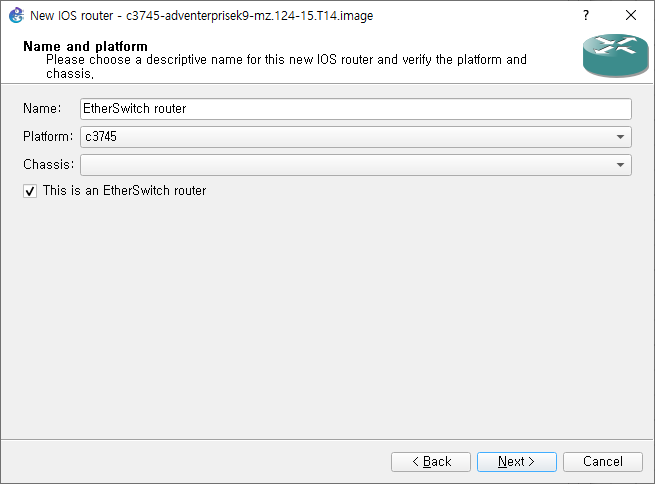 New IOS router - c3745-adventerprisek9-mz.124-15.T14.image
?
Name and platform
Please choose a descriptive name for this new IOS router and verify the platform and
chassis.
Name: EtherSwitch router
Platform: c3745
Chassis:
This is an EtherSwitch router
< Back Next > Cancel